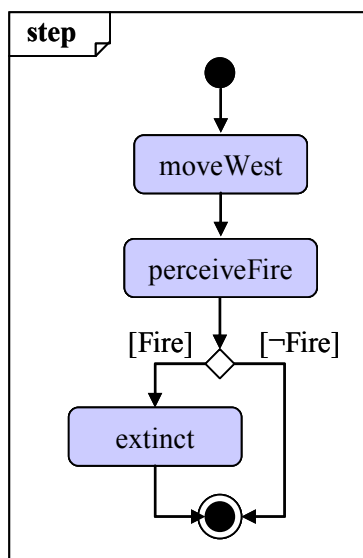 step
moveWest
perceiveFire
[Fire] [¬Fire]
extinct